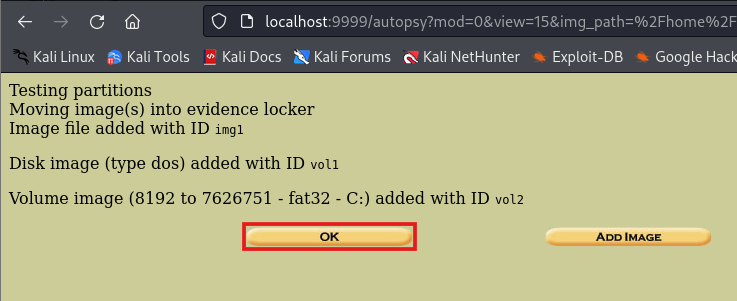 localhost:9999/autopsy?mod=0&view=15&img_path=%2Fhome%2F
Kali Linux Kali Tools Kali Docs Kali Forums Kali NetHunter Exploit-DB Google Hack
Testing partitions
Moving image(s) into evidence locker
Image file added with ID img1
Disk image (type dos) added with ID vol1
Volume image (8192 to 7626751 - fat32 - C:) added with ID vol2
OK ADD IMAGE